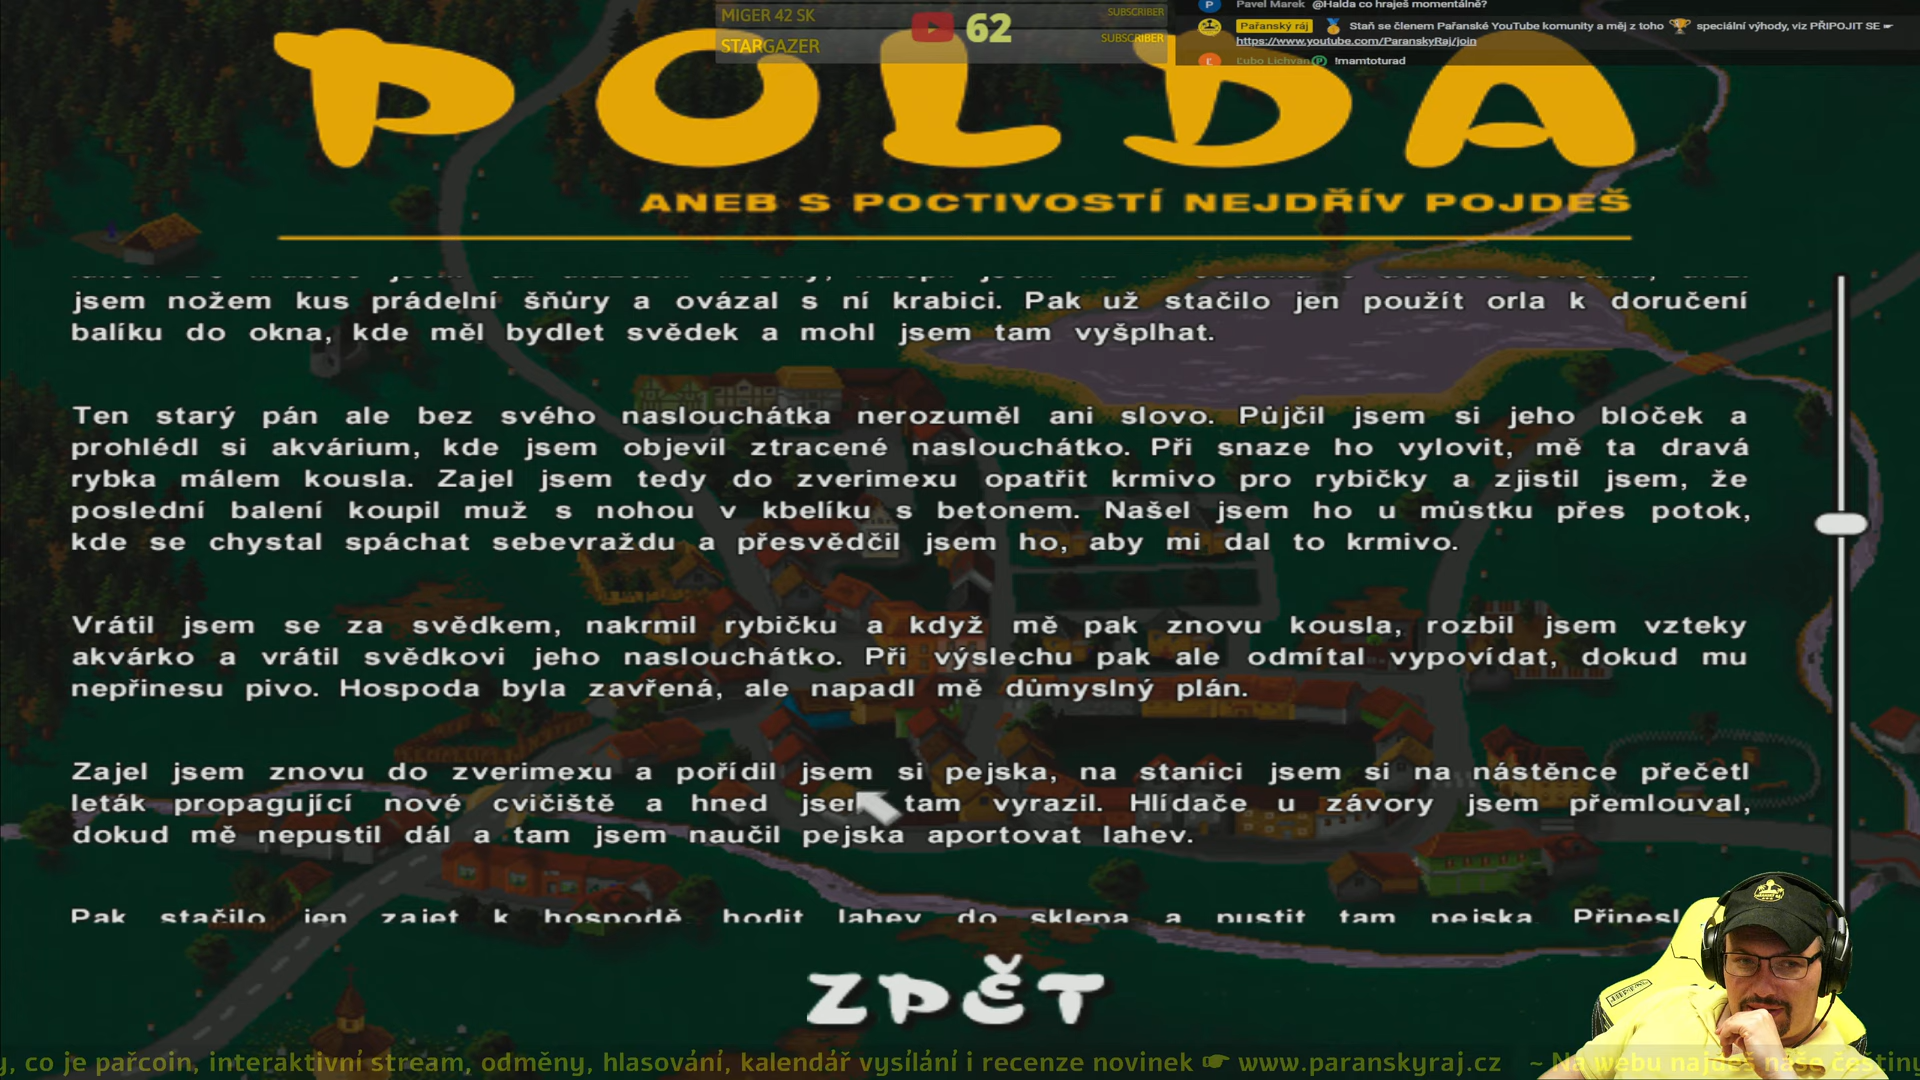 MIGER 42 SK
SUBSCRIBER
STARGAZER
SUBSCRIBER
62
Pavel Marek @Halda co hraješ momentálně?
Pařanský ráj Staň se členem Pařanské YouTube komunity a měj z toho 🏆 speciální výhody, viz PŘIPOJIT SE
https://www.youtube.com/ParanskyRaj/join
Ľubo Lichvan !mamtoturad
POLDA
ANEB S POCTIVOSTÍ NEJDŘÍV POJDEŠ
jsem nožem kus prádelní šňůry a ovázal s ní krabici. Pak už stačilo jen použít orla k doručení
balíku do okna, kde měl bydlet svědek a mohl jsem tam vyšplhat.
Ten starý pán ale bez svého naslouchátka nerozuměl ani slovo. Půjčil jsem si jeho bloček a
prohlédl si akvárium, kde jsem objevil ztracené naslouchátko. Při snaze ho vylovit, mě ta dravá
rybka málem kousla. Zajel jsem tedy do zverimexu opatřit krmivo pro rybičky a zjistil jsem, že
poslední balení koupil muž s nohou v kbelíku s betonem. Našel jsem ho u můstku přes potok,
kde se chystal spáchat sebevraždu a přesvědčil jsem ho, aby mi dal to krmivo.
Vrátil jsem se za svědkem, nakrmil rybičku a když mě pak znovu kousla, rozbil jsem vzteky
akvárko a vrátil svědkovi jeho naslouchátko. Při výslechu pak ale odmítal vypovídat, dokud mu
nepřinesu pivo. Hospoda byla zavřená, ale napadl mě důmyslný plán.
Zajel jsem znovu do zverimexu a pořídil jsem si pejska, na stanici jsem si na nástěnce přečetl
leták propagující nové cvičiště a hned jsem tam vyrazil. Hlídače u závory jsem přemlouval,
dokud mě nepustil dál a tam jsem naučil pejska aportovat lahev.
Pak stačilo jen zajet k hospodě hodit lahev do sklepa a pustit tam pejska Přinesl
ZPĚT
, co je pařcoin, interaktivní stream, odměny, hlasování, kalendář vysílání i recenze novinek ☞ www.paranskyraj.cz ~ Na webu najdeš naše češtiny